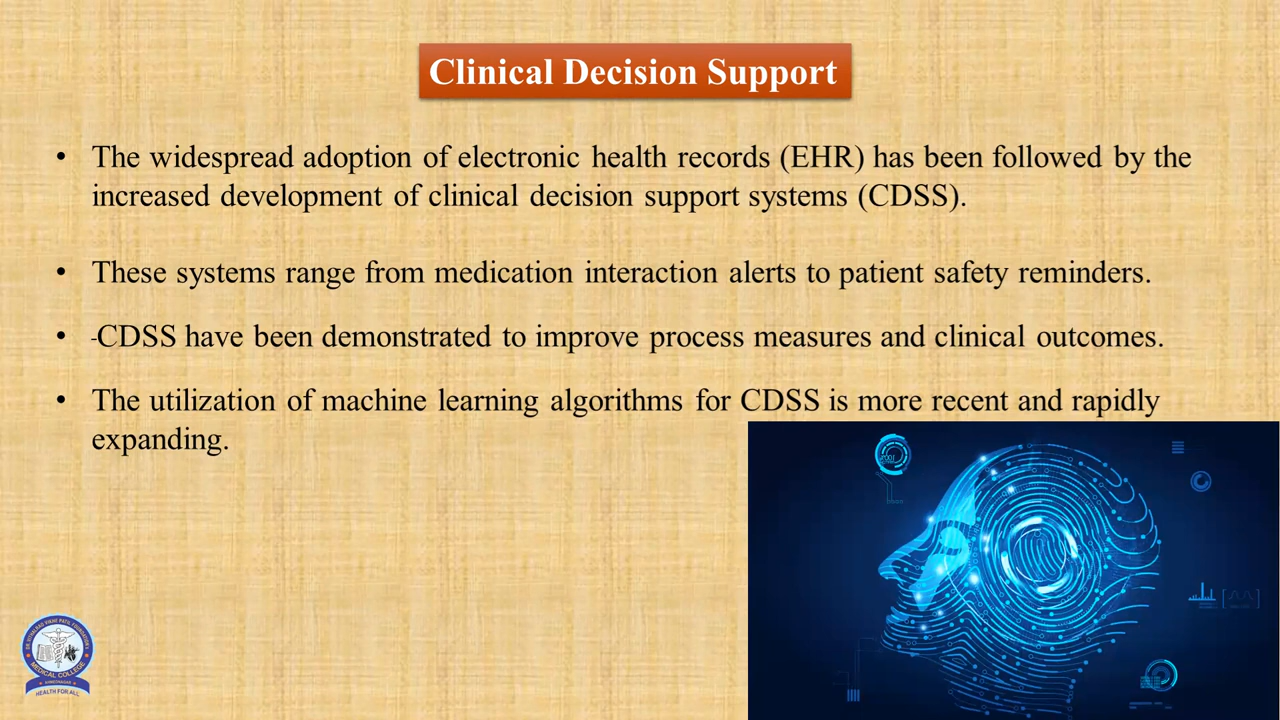 Clinical Decision Support
• The widespread adoption of electronic health records (EHR) has been followed by the
increased development of clinical decision support systems (CDSS).
• These systems range from medication interaction alerts to patient safety reminders.
• -CDSS have been demonstrated to improve process measures and clinical outcomes.
• The utilization of machine learning algorithms for CDSS is more recent and rapidly
expanding.
MEDICAL COLLEGE
HEALTH FOR ALL